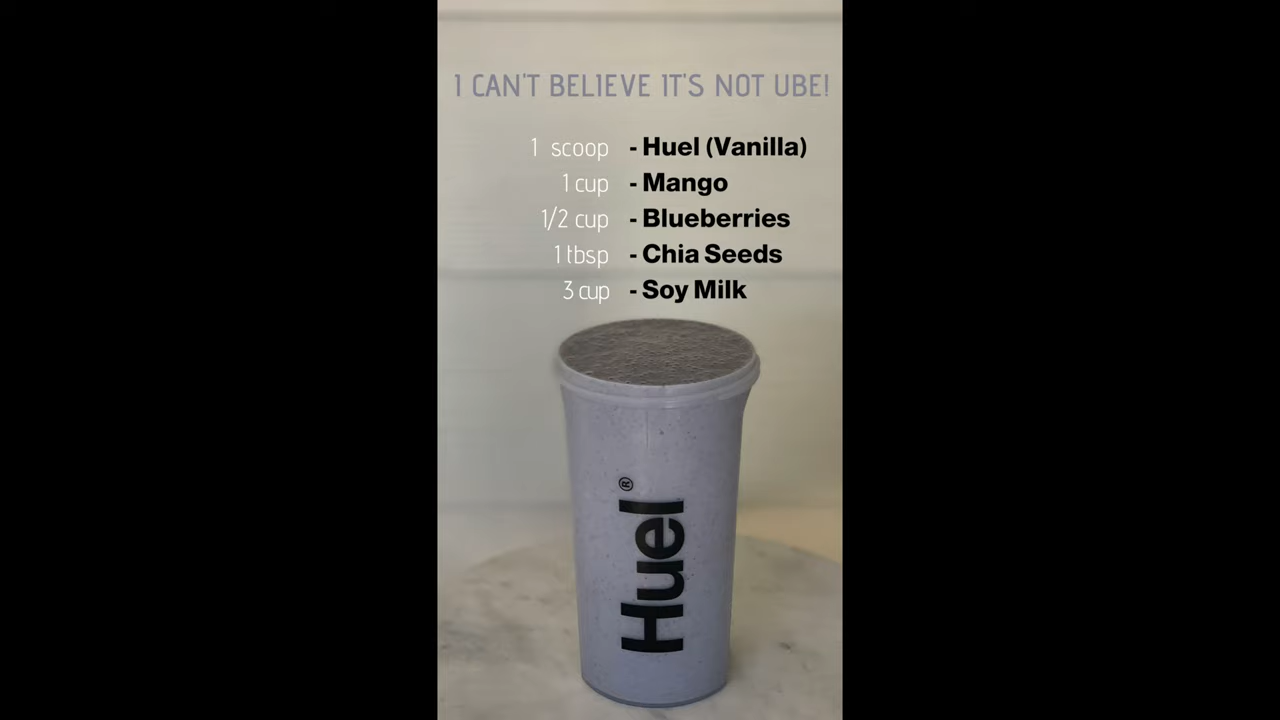 I CAN'T BELIEVE IT'S NOT UBE!
1 scoop - Huel (Vanilla)
1 cup - Mango
1/2 cup - Blueberries
1 tbsp - Chia Seeds
3 cup - Soy Milk
Huel®